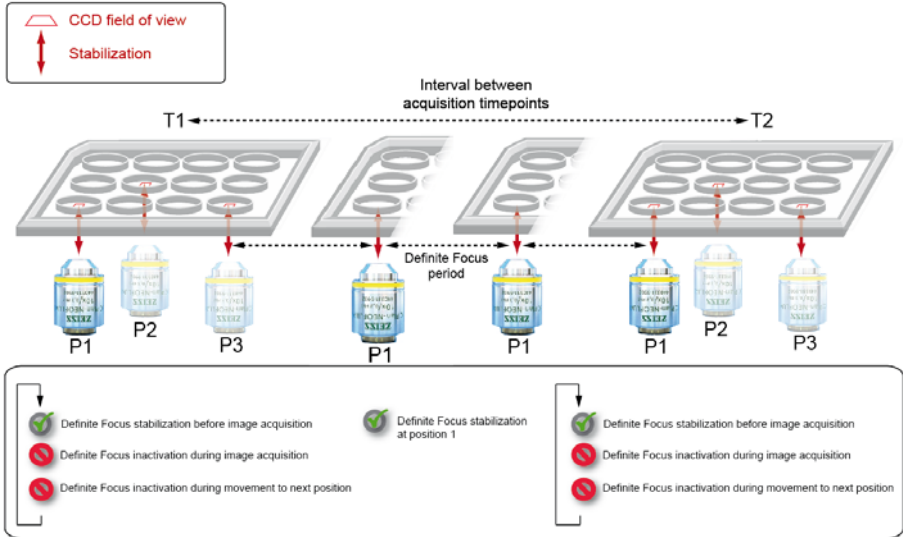 CCD field of view
Stabilization
Interval between
acquisition timepoints
T1
T2
Definite Focus
period
ZEISS
ZEISS
ZEISS
P1
P2
P3
P1
P1
P1
P2
P3
Definite Focus stabilization before image acquisition
Definite Focus inactivation during image acquisition
Definite Focus inactivation during movement to next position
Definite Focus stabilization
at position 1
Definite Focus stabilization before image acquisition
Definite Focus inactivation during image acquisition
Definite Focus inactivation during movement to next position